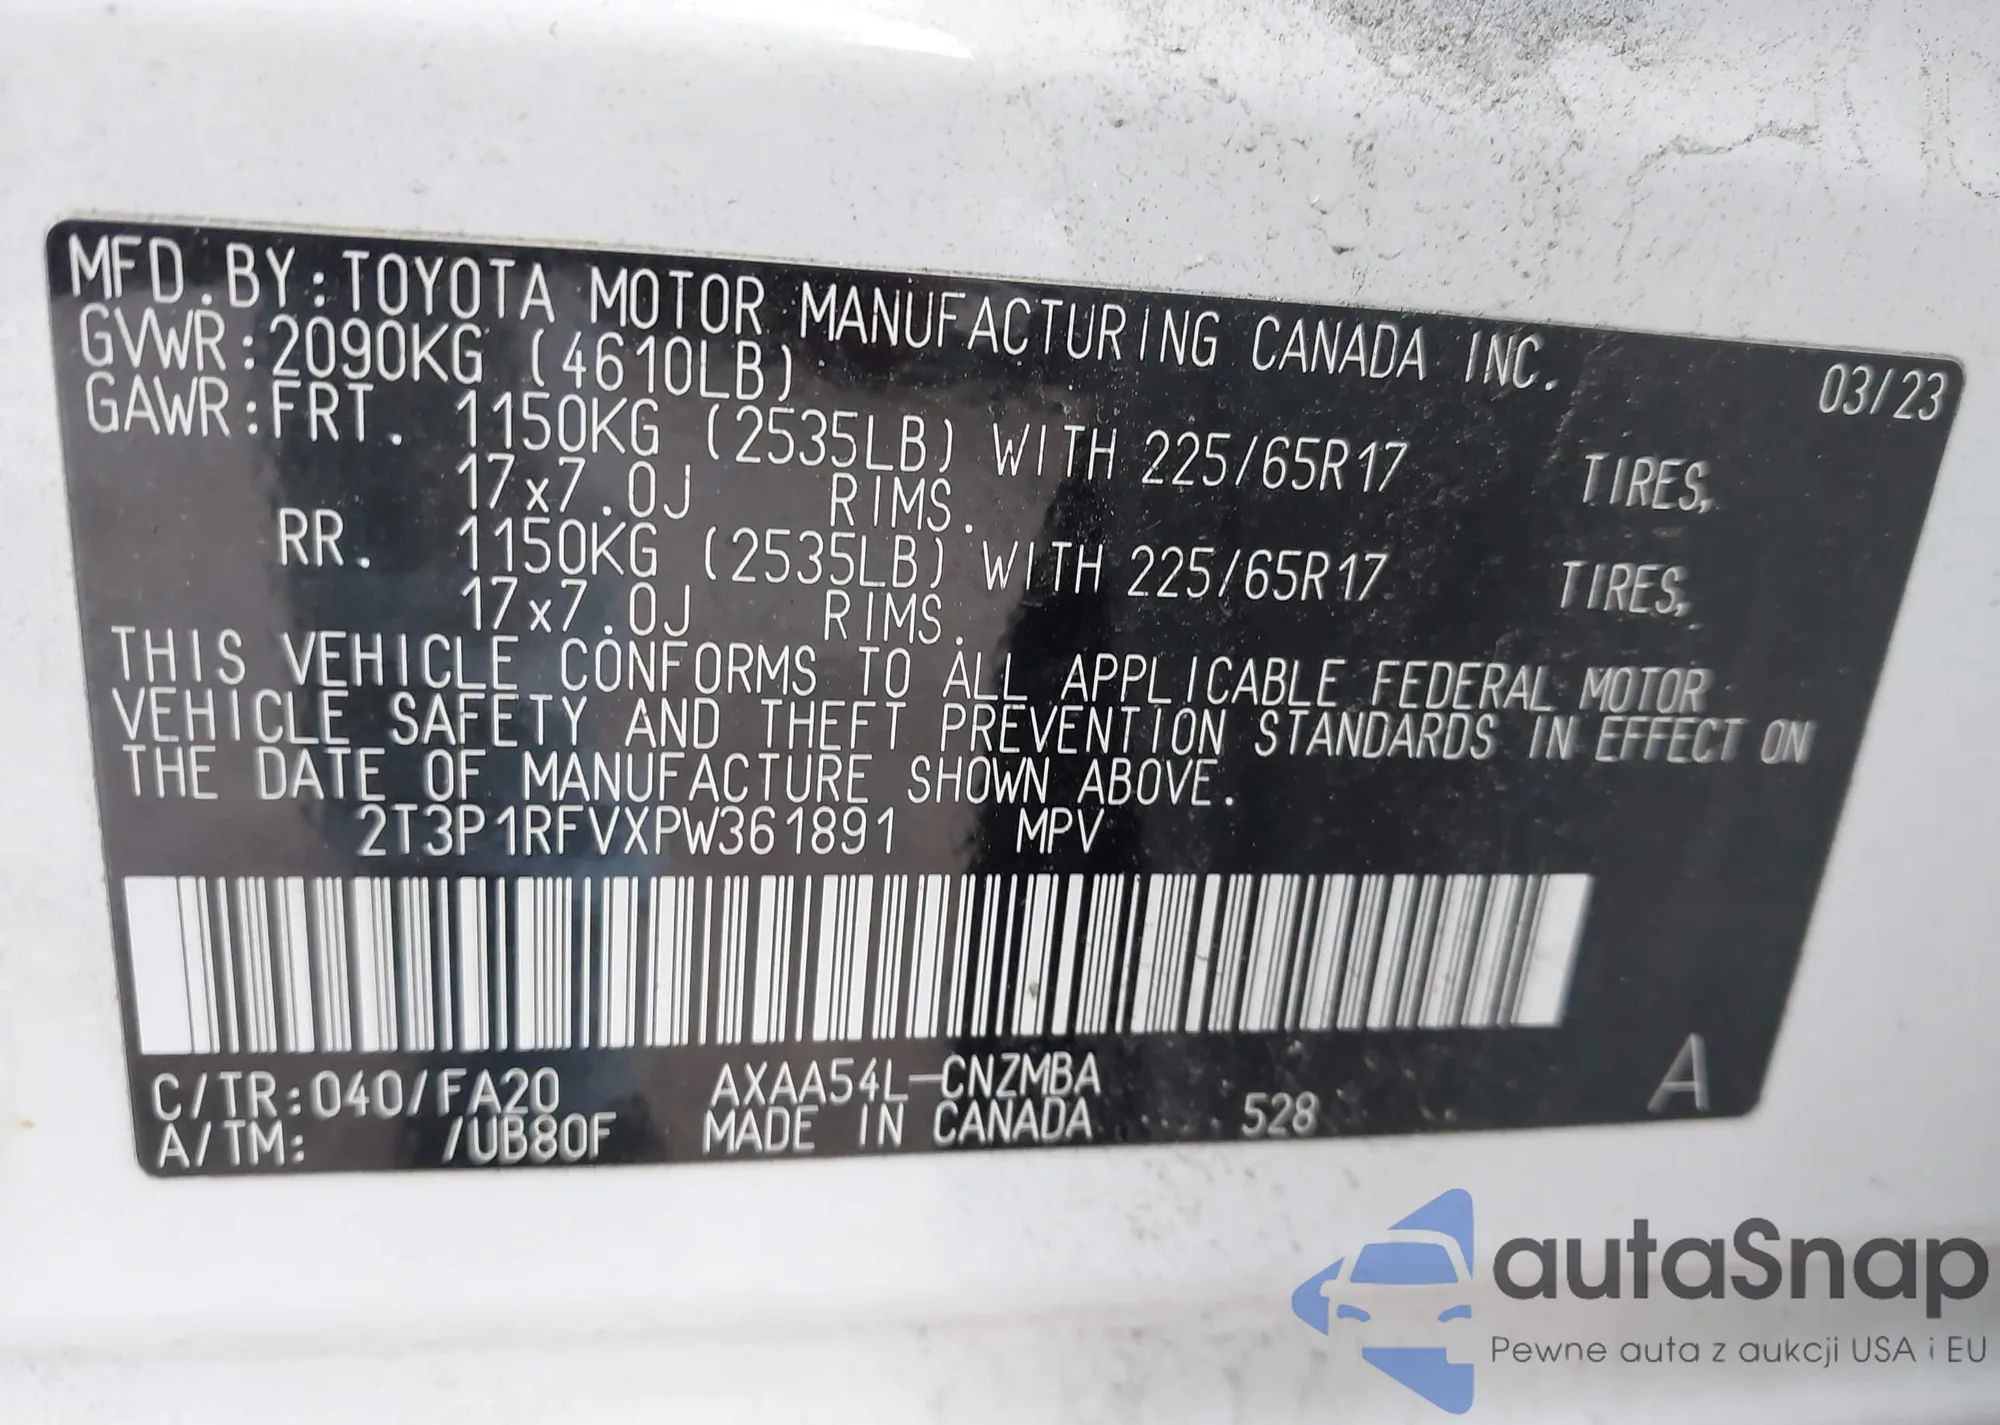 MFD.BY:TOYOTA MOTOR MANUFACTURING CANADA INC. 03/23
GVWR:2090KG (4610LB)
GAWR:FRT. 1150KG (2535LB) WITH 225/65R17 TIRES,
17x7.0J RIMS.
RR. 1150KG (2535LB) WITH 225/65R17 TIRES,
17x7.0J RIMS.
THIS VEHICLE CONFORMS TO ALL APPLICABLE FEDERAL MOTOR
VEHICLE SAFETY AND THEFT PREVENTION STANDARDS IN EFFECT ON
THE DATE OF MANUFACTURE SHOWN ABOVE.
2T3P1RFVXPW361891 MPV
C/TR:040/FA20 AXAA54L-CNZMBA
A/TM: /UB80F MADE IN CANADA 528 A
autaSnap
Pewne auta z aukcji USA i EU